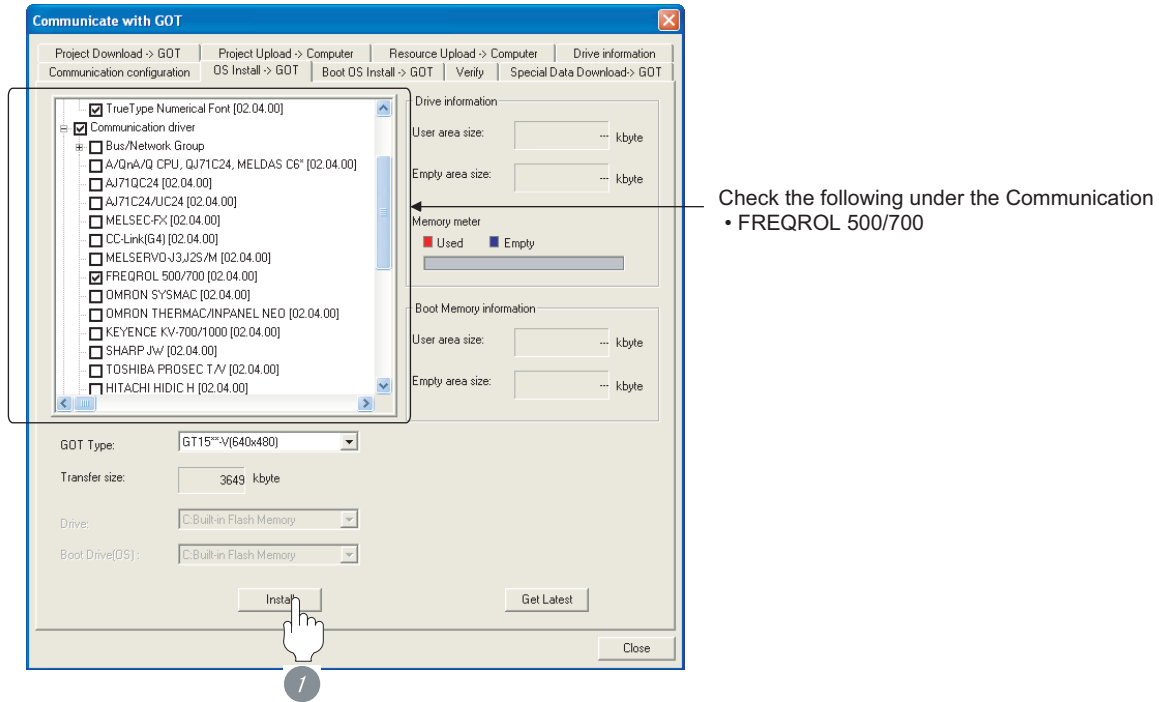 Communicate with GOT
Project Download -> GOT
Project Upload -> Computer
Resource Upload -> Computer
Drive information
Communication configuration
OS Install -> GOT
Boot OS Install -> GOT
Verify
Special Data Download-> GOT
TrueType Numerical Font [02.04.00]
Communication driver
Bus/Network Group
A/QnA/Q CPU, QJ71C24, MELDAS C6* [02.04.00]
AJ71QC24 [02.04.00]
AJ71C24/UC24 [02.04.00]
MELSEC-FX [02.04.00]
CC-Link(G4) [02.04.00]
MELSERVO-J3,J2S/M [02.04.00]
FREQROL 500/700 [02.04.00]
OMRON SYSMAC [02.04.00]
OMRON THERMAC/INPANEL NEO [02.04.00]
KEYENCE KV-700/1000 [02.04.00]
SHARP JW [02.04.00]
TOSHIBA PROSEC T/V [02.04.00]
HITACHI HIDIC H [02.04.00]
Drive information
User area size: --- kbyte
Empty area size: --- kbyte
Memory meter
Used Empty
Boot Memory information
User area size: --- kbyte
Empty area size: --- kbyte
Check the following under the Communication
• FREQROL 500/700
GOT Type: GT15**-V(640x480)
Transfer size: 3649 kbyte
Drive: C:Built-in Flash Memory
Boot Drive(OS) : C:Built-in Flash Memory
Install
Get Latest
Close
1